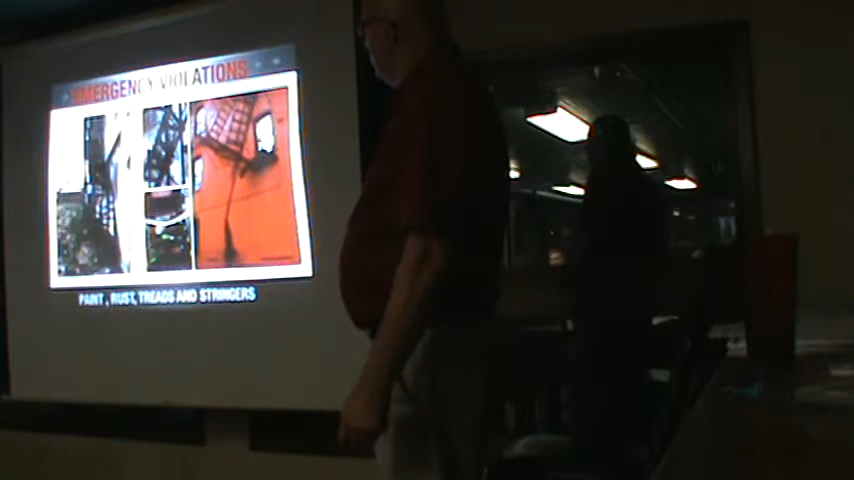 EMERGENCY VIOLATIONS
PAINT , RUST, TREADS AND STRINGERS